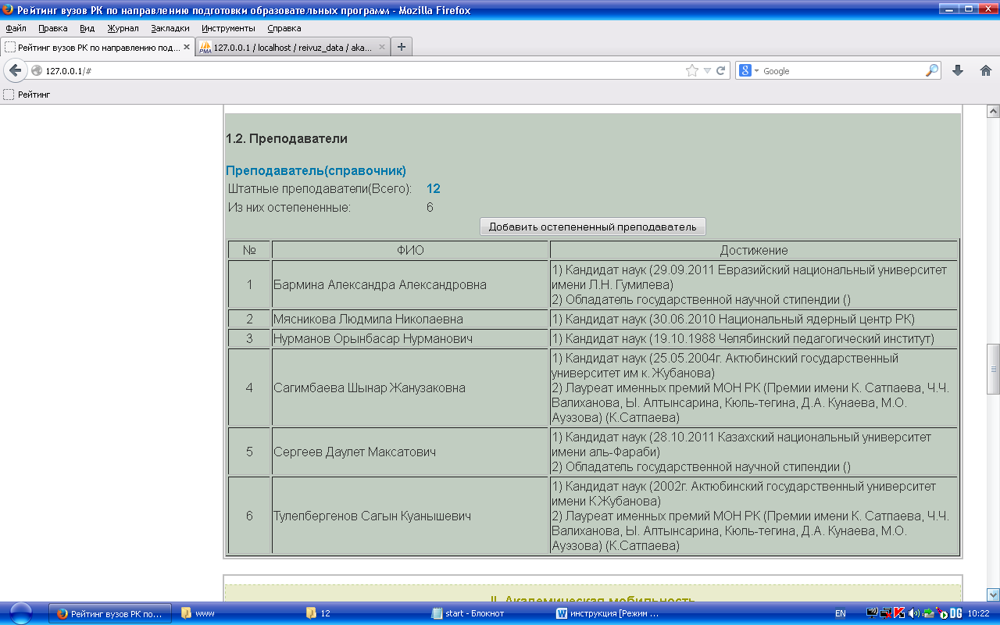 Рейтинг вузов РК по направлению подготовки образовательных программ - Mozilla Firefox
Файл Правка Вид Журнал Закладки Инструменты Справка
Рейтинг вузов РК по направлению под... × 127.0.0.1 / localhost / reivuz_data / aka... × +
127.0.0.1/# Google
Рейтинг
1.2. Преподаватели
Преподаватель(справочник)
Штатные преподаватели(Всего): 12
Из них остепененные: 6
Добавить остепененный преподаватель
№ ФИО Достижение
1 Бармина Александра Александровна
1) Кандидат наук (29.09.2011 Евразийский национальный университет
имени Л.Н. Гумилева)
2) Обладатель государственной научной стипендии ()
2 Мясникова Людмила Николаевна 1) Кандидат наук (30.06.2010 Национальный ядерный центр РК)
3 Нурманов Орынбасар Нурманович 1) Кандидат наук (19.10.1988 Челябинский педагогический институт)
4 Сагимбаева Шынар Жанузаковна
1) Кандидат наук (25.05.2004г. Актюбинский государственный
университет им к. Жубанова)
2) Лауреат именных премий МОН РК (Премии имени К. Сатпаева, Ч.Ч.
Валиханова, Ы. Алтынсарина, Кюль-тегина, Д.А. Кунаева, М.О.
Ауэзова) (К.Сатпаева)
5 Сергеев Даулет Максатович
1) Кандидат наук (28.10.2011 Казахский национальный университет
имени аль-Фараби)
2) Обладатель государственной научной стипендии ()
6 Тулепбергенов Сагын Куанышевич
1) Кандидат наук (2002г. Актюбинский государственный университет
имени К.Жубанова)
2) Лауреат именных премий МОН РК (Премии имени К. Сатпаева, Ч.Ч.
Валиханова, Ы. Алтынсарина, Кюль-тегина, Д.А. Кунаева, М.О.
Ауэзова) (К.Сатпаева)
II. Академическая мобильность
Рейтинг вузов РК по... www 12 start - Блокнот инструкция [Режим ... EN 10:22